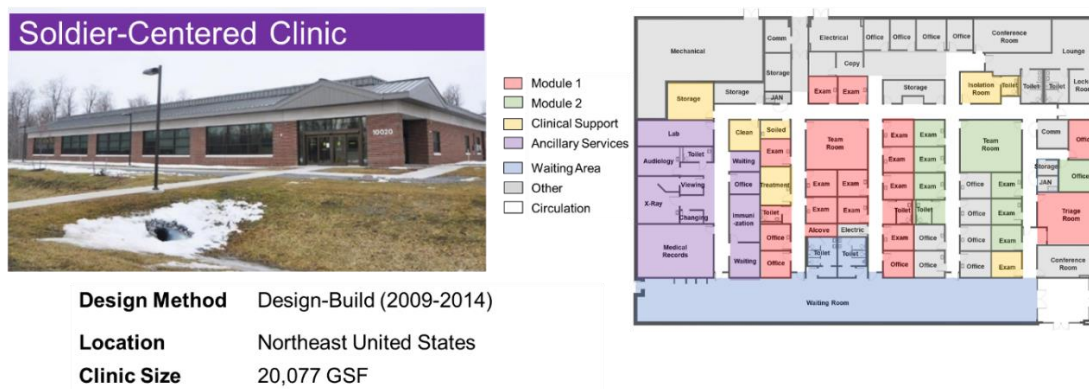 Soldier-Centered Clinic
10020
Design Method Design-Build (2009-2014)
Location Northeast United States
Clinic Size 20,077 GSF
Module 1
Module 2
Clinical Support
Ancillary Services
Waiting Area
Other
Circulation
Mechanical
Comm
Electrical
Office Office Office Office
Conference
Room
Lounge
Copy
Storage
Storage
Storage
JAN
Exam Exam
Storage
Isolation
Room
Toilet
Toilet Toilet
Lab
Clean
Soiled
Team
Room
Exam Exam
Team
Room
Comm
Office
Audiology
Toilet
Waiting
Exam
Exam Exam
Storage
Office
X-Ray
Viewing
Office
Treatment
Exam Exam
Exam Exam
Office Exam
JAN
Changing
Immuni
zation
Toilet
Exam Exam
Toilet Toilet
Office Exam
Triage
Room
Medical
Records
Office
Alcove Electric
Exam Office
Office Exam
Waiting
Office
Toilet Toilet
Office Office
Office Exam
Conference
Room
Waiting Room